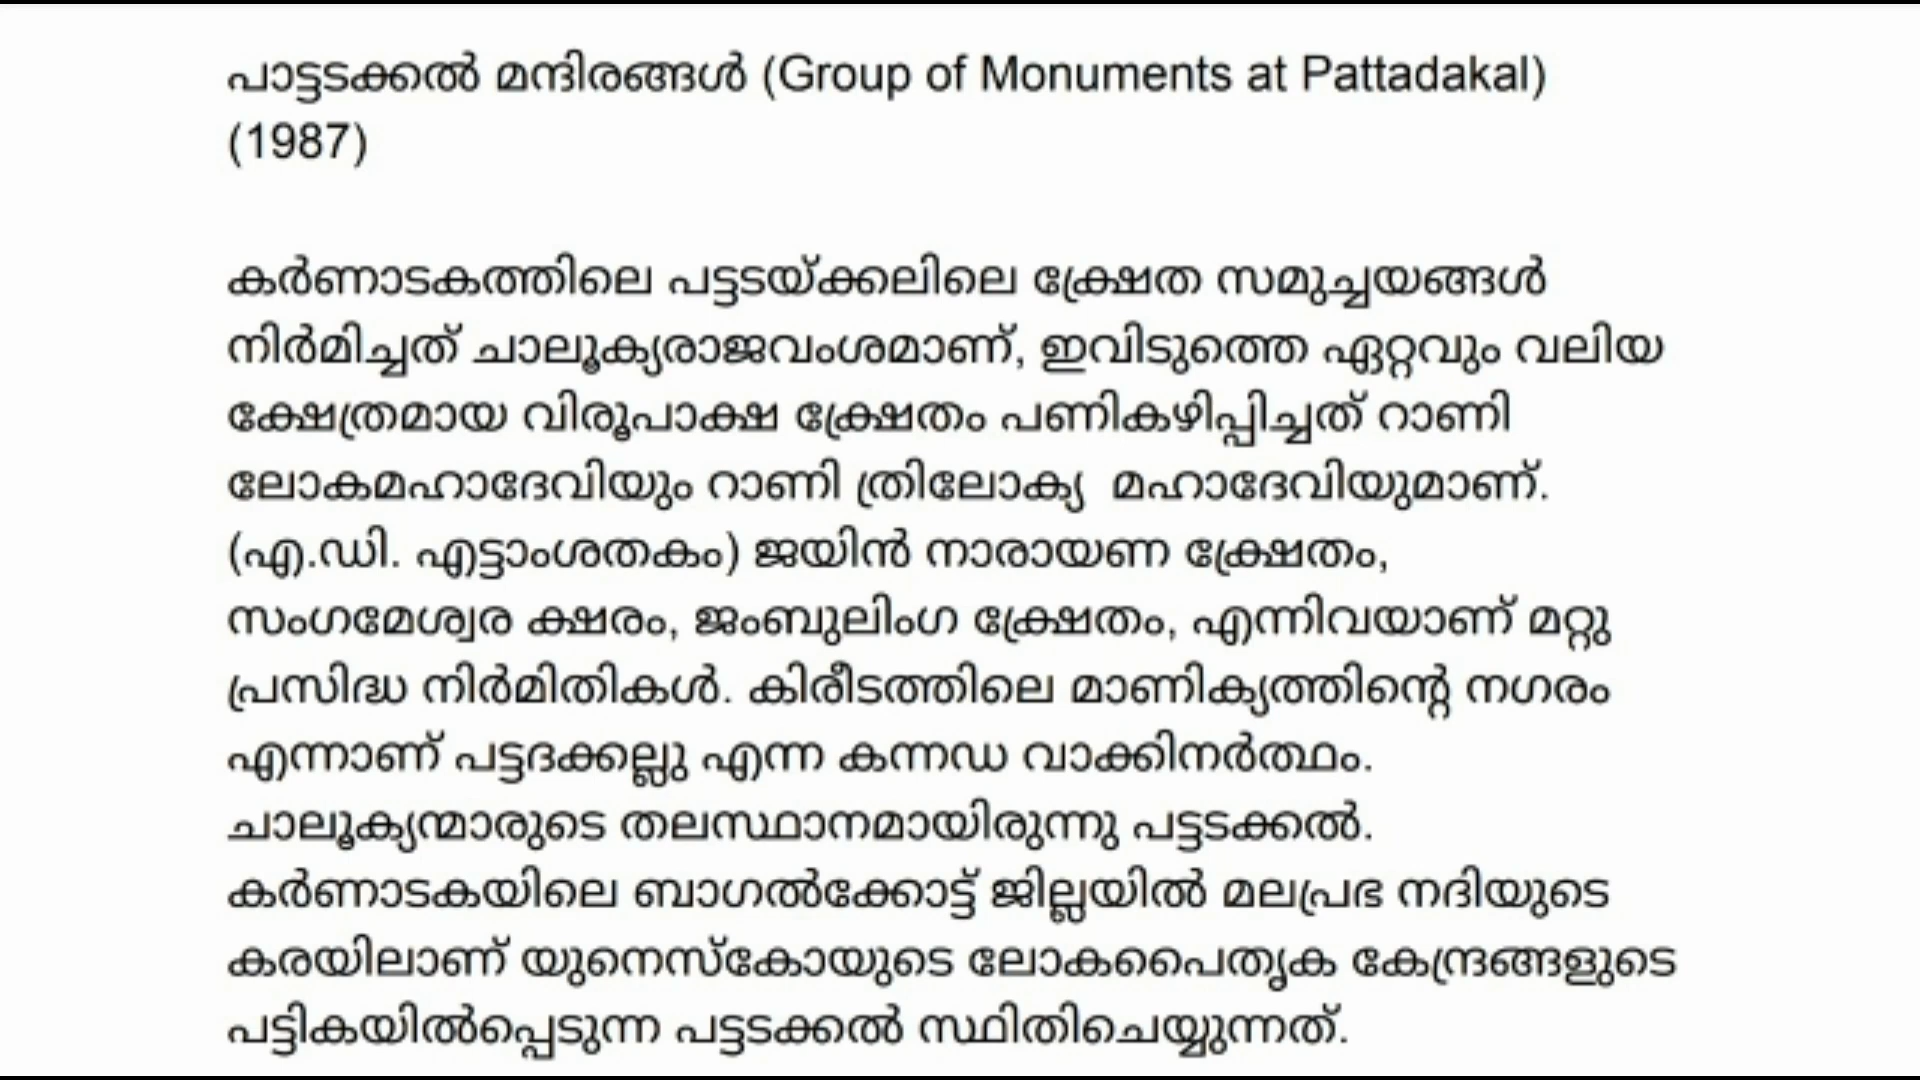 പാട്ടടക്കൽ മന്ദിരങ്ങൾ (Group of Monuments at Pattadakal)
(1987)
കർണാടകത്തിലെ പട്ടടയ്ക്കലിലെ ക്ഷ്രേത സമുച്ചയങ്ങൾ
നിർമിച്ചത് ചാലൂക്യരാജവംശമാണ്, ഇവിടുത്തെ ഏറ്റവും വലിയ
ക്ഷേത്രമായ വിരൂപാക്ഷ ക്ഷ്രേതം പണികഴിപ്പിച്ചത് റാണി
ലോകമഹാദേവിയും റാണി ത്രിലോക്യ മഹാദേവിയുമാണ്.
(എ.ഡി. എട്ടാംശതകം) ജയിൻ നാരായണ ക്ഷ്രേതം,
സംഗമേശ്വര ക്ഷരം, ജംബുലിംഗ ക്ഷ്രേതം, എന്നിവയാണ് മറ്റു
പ്രസിദ്ധ നിർമിതികൾ. കിരീടത്തിലെ മാണിക്യത്തിന്റെ നഗരം
എന്നാണ് പട്ടദക്കല്ലു എന്ന കന്നഡ വാക്കിനർത്ഥം.
ചാലൂക്യന്മാരുടെ തലസ്ഥാനമായിരുന്നു പട്ടടക്കൽ.
കർണാടകയിലെ ബാഗൽക്കോട്ട് ജില്ലയിൽ മലപ്രഭ നദിയുടെ
കരയിലാണ് യുനെസ്കോയുടെ ലോകപൈതൃക കേന്ദ്രങ്ങളുടെ
പട്ടികയിൽപ്പെടുന്ന പട്ടടക്കൽ സ്ഥിതിചെയ്യുന്നത്.